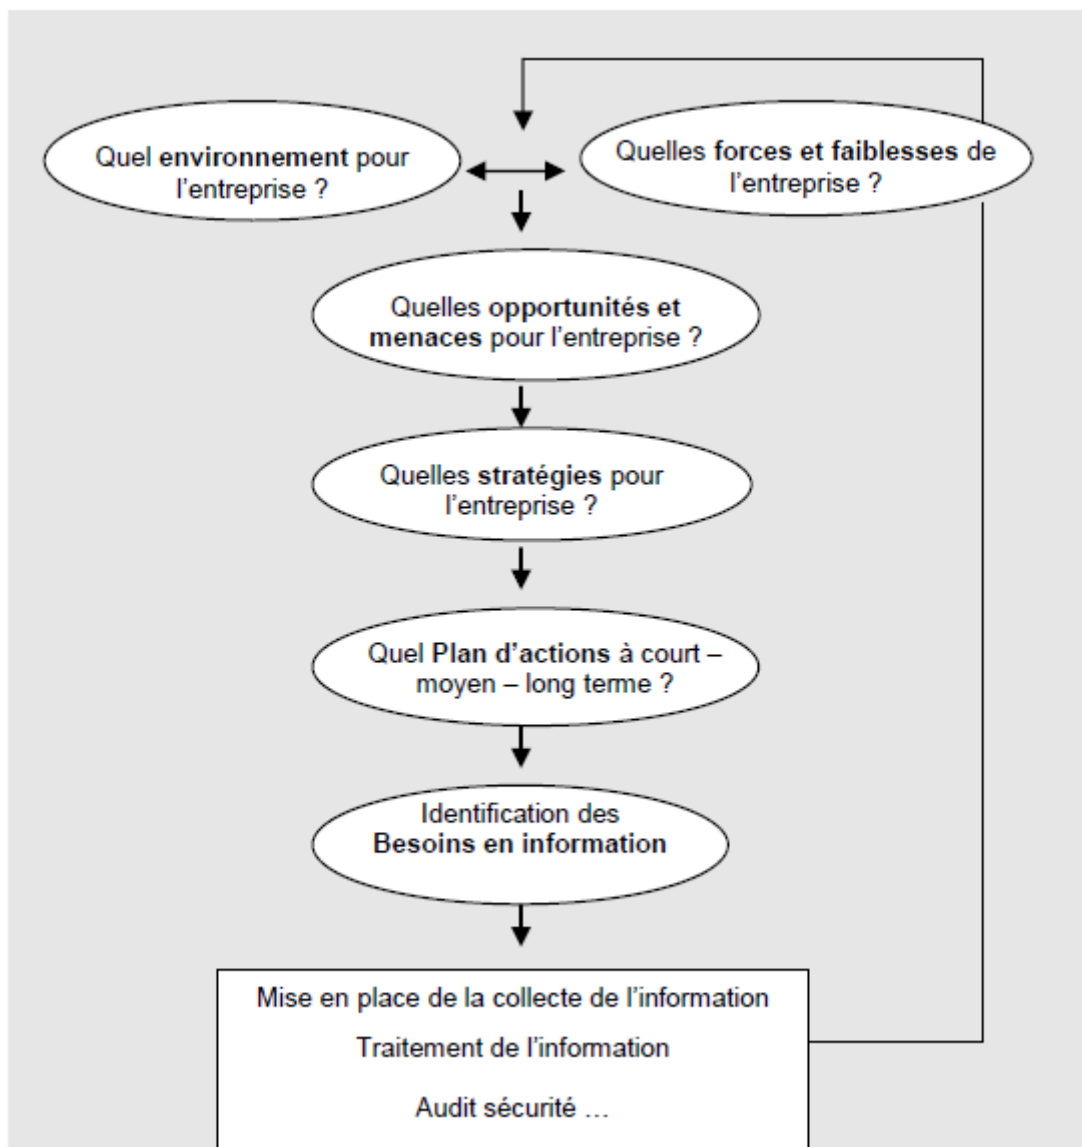 Quel environnement pour
l'entreprise ?
Quelles forces et faiblesses de
l'entreprise ?
Quelles opportunités et
menaces pour l'entreprise ?
Quelles stratégies pour
l'entreprise ?
Quel Plan d'actions à court –
moyen – long terme ?
Identification des
Besoins en information
Mise en place de la collecte de l'information
Traitement de l'information
Audit sécurité …